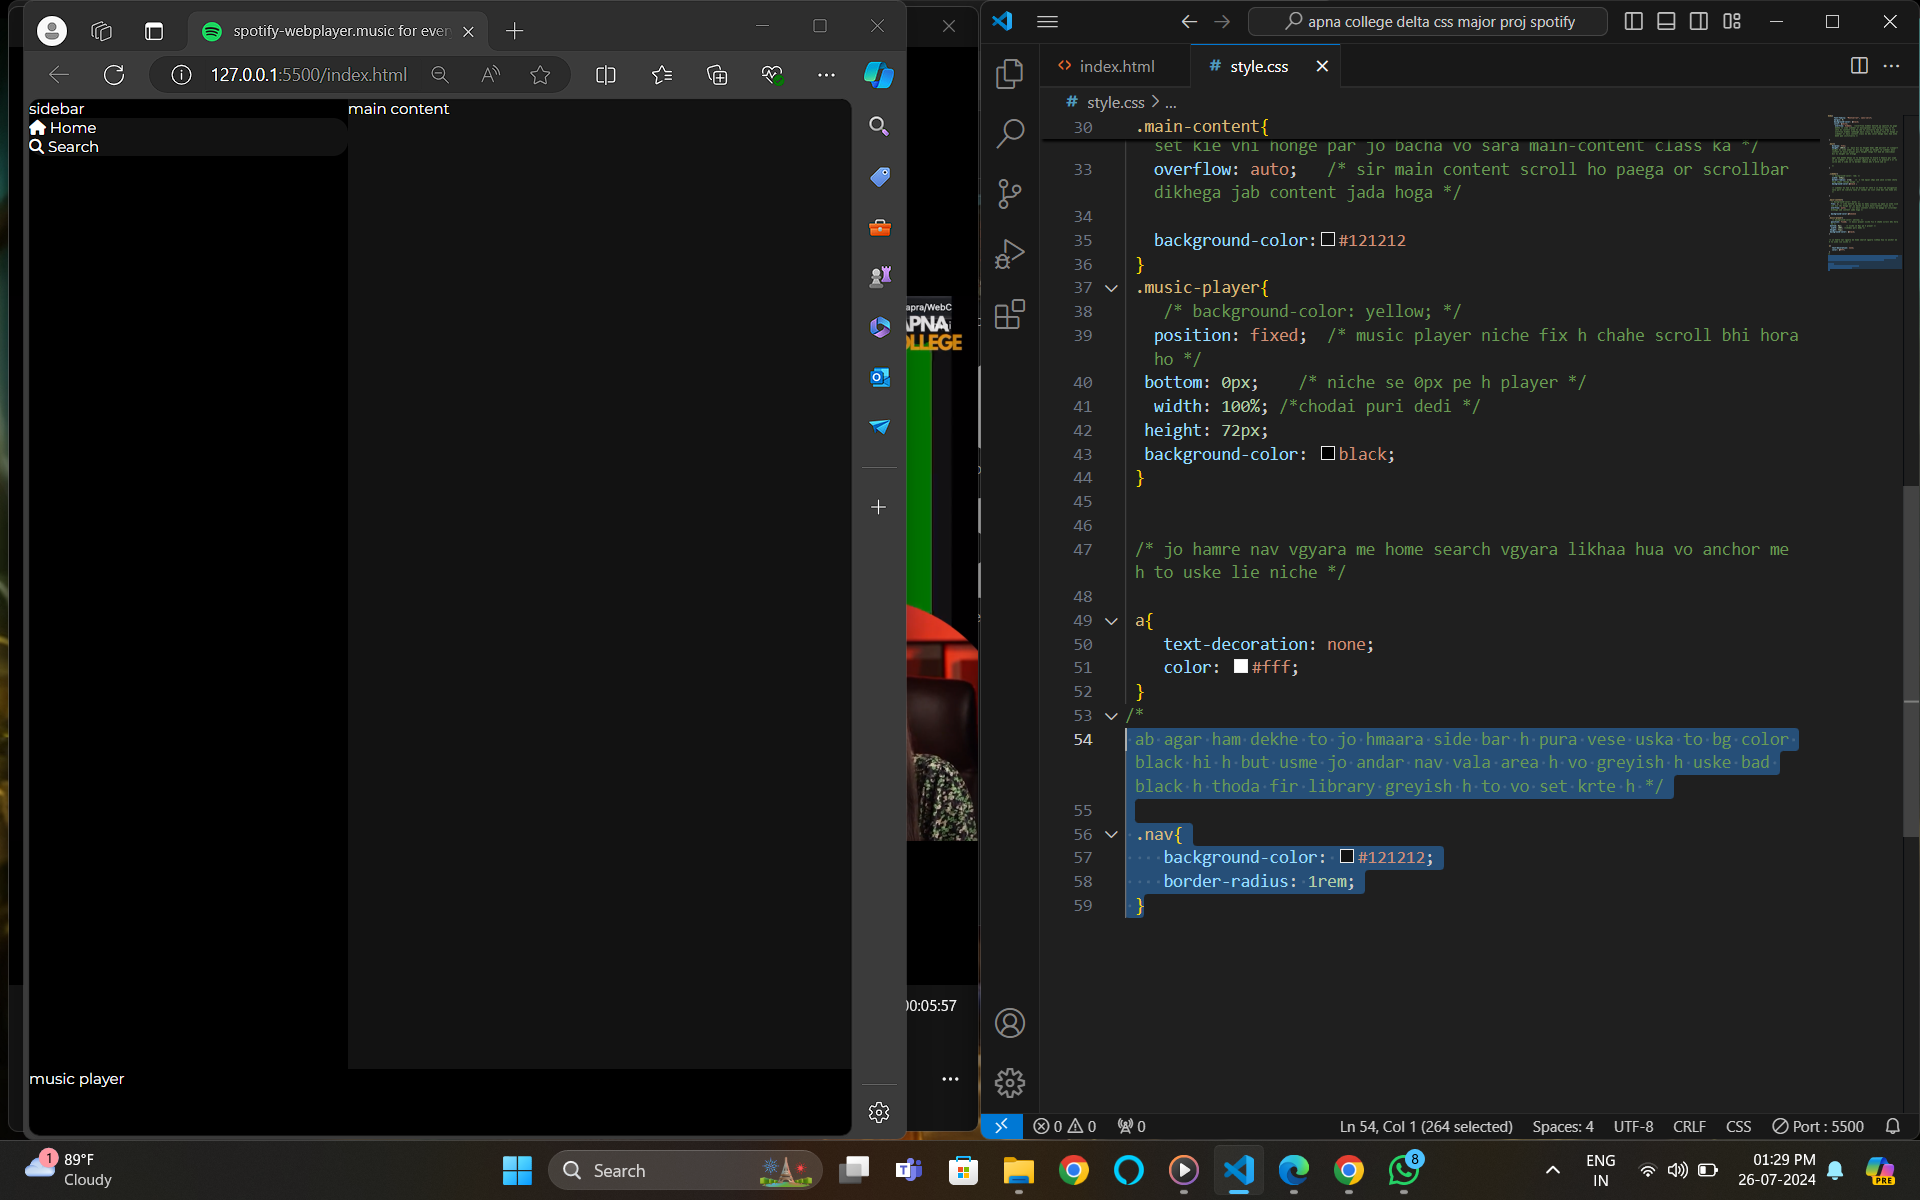 spotify-webplayer.music for ever
127.0.0.1:5500/index.html
sidebar
Home
Search
main content
music player
apra/WebC
APNA
COLLEGE
00:05:57
apna college delta css major proj spotify
index.html
style.css
style.css > ...
30 .main-content{
set kie vhi honge par jo bacha vo sara main-content class ka */
33 overflow: auto; /* sir main content scroll ho paega or scrollbar
dikhega jab content jada hoga */
34
35 background-color: #121212
36 }
37 .music-player{
38 /* background-color: yellow; */
39 position: fixed; /* music player niche fix h chahe scroll bhi hora
ho */
40 bottom: 0px; /* niche se 0px pe h player */
41 width: 100%; /*chodai puri dedi */
42 height: 72px;
43 background-color: black;
44 }
45
46
47 /* jo hamre nav vgyara me home search vgyara likhaa hua vo anchor me
h to uske lie niche */
48
49 a{
50 text-decoration: none;
51 color: #fff;
52 }
53 /*
54 ab agar ham dekhe to jo hmaara side bar h pura vese uska to bg color
black hi h but usme jo andar nav vala area h vo greyish h uske bad
black h thoda fir library greyish h to vo set krte h */
55
56 .nav{
57 background-color: #121212;
58 border-radius: 1rem;
59 }
0 0 0
Ln 54, Col 1 (264 selected) Spaces: 4 UTF-8 CRLF CSS Port : 5500
1
89°F
Cloudy
Search
8
ENG
IN
01:29 PM
26-07-2024
PRE